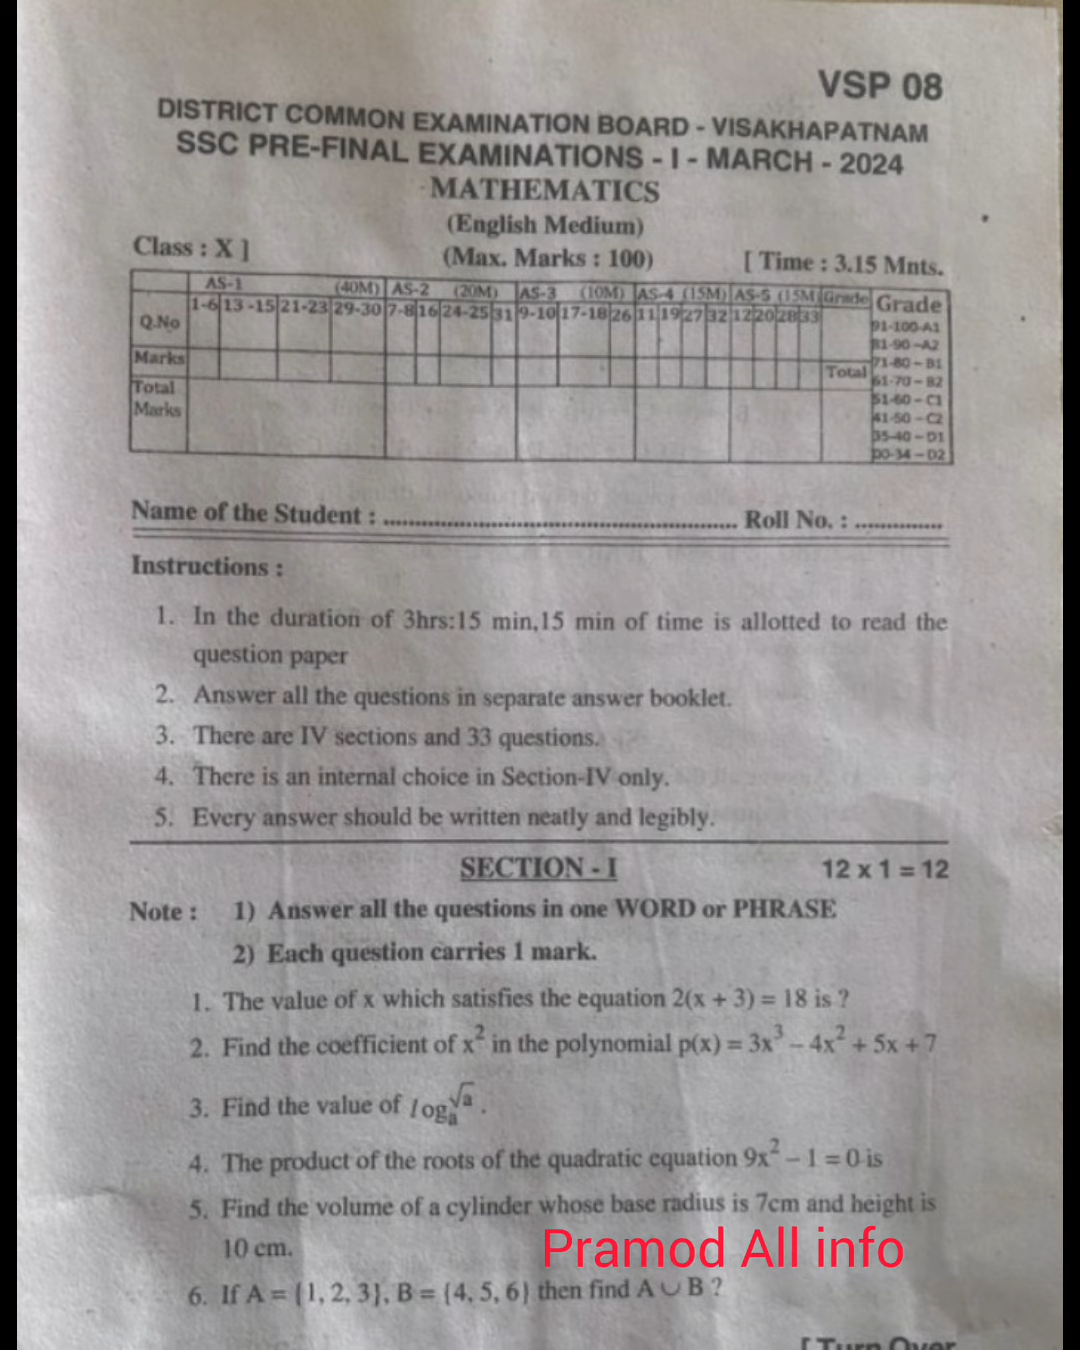 VSP 08
DISTRICT COMMON EXAMINATION BOARD - VISAKHAPATNAM
SSC PRE-FINAL EXAMINATIONS - I - MARCH - 2024
MATHEMATICS
(English Medium)
Class : X ]
(Max. Marks : 100)
[ Time : 3.15 Mnts.
AS-1 (40M) AS-2 (20M) AS-3 (10M) AS-4 (15M) AS-5 (15M) Grade Grade
Q.No 1-6 13-15 21-23 29-30 7-8 16 24-25 31 9-10 17-18 26 11 19 27 32 12 20 28 33
91-100-A1
81-90-A2
Marks
Total
71-80 - B1
61-70 - B2
Total
Marks
51-60 - C1
41-50 - C2
35-40 - D1
00-34 - D2
Name of the Student : ........................................................ Roll No. : ..............
Instructions :
1. In the duration of 3hrs:15 min,15 min of time is allotted to read the
question paper
2. Answer all the questions in separate answer booklet.
3. There are IV sections and 33 questions.
4. There is an internal choice in Section-IV only.
5. Every answer should be written neatly and legibly.
SECTION - I 12 x 1 = 12
Note : 1) Answer all the questions in one WORD or PHRASE
2) Each question carries 1 mark.
1. The value of x which satisfies the equation 2(x + 3) = 18 is ?
2. Find the coefficient of x² in the polynomial p(x) = 3x³ – 4x² + 5x + 7
3. Find the value of logₐ√a .
4. The product of the roots of the quadratic equation 9x² – 1 = 0 is
5. Find the volume of a cylinder whose base radius is 7cm and height is
10 cm.
Pramod All info
6. If A = {1, 2, 3}, B = {4, 5, 6} then find A ∪ B ?
[ Turn Over